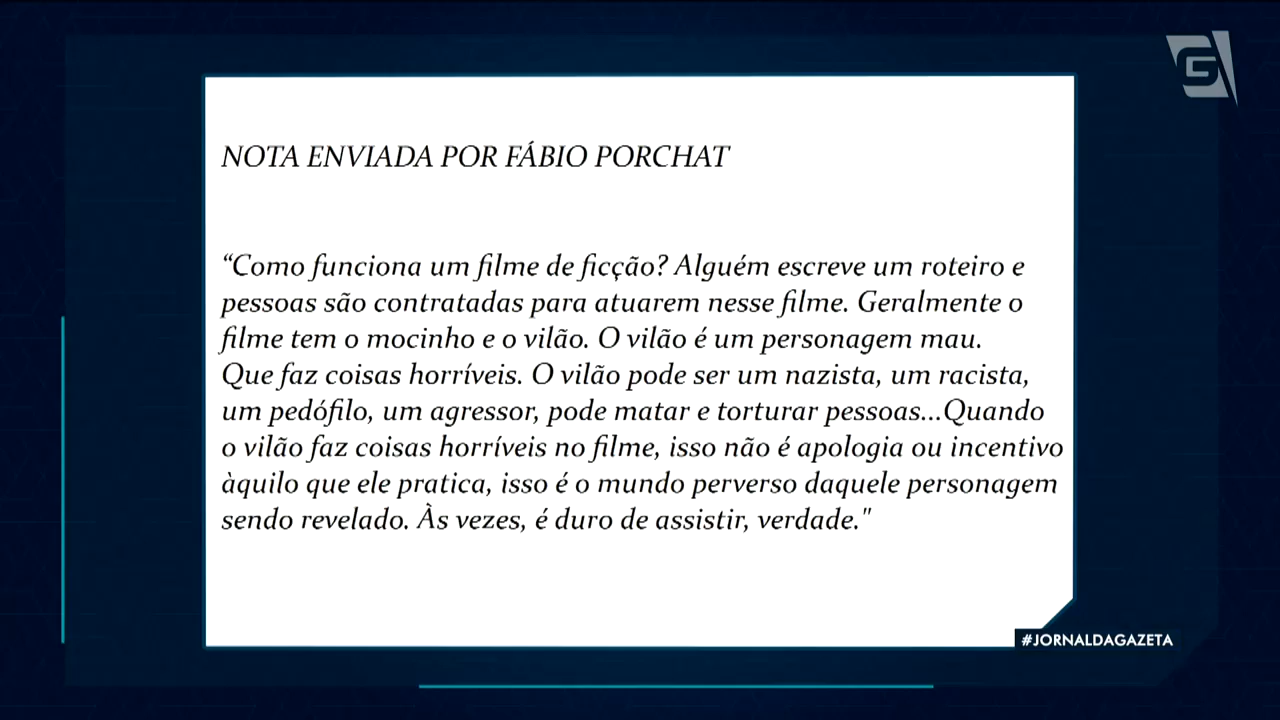 NOTA ENVIADA POR FÁBIO PORCHAT
“Como funciona um filme de ficção? Alguém escreve um roteiro e
pessoas são contratadas para atuarem nesse filme. Geralmente o
filme tem o mocinho e o vilão. O vilão é um personagem mau.
Que faz coisas horríveis. O vilão pode ser um nazista, um racista,
um pedófilo, um agressor, pode matar e torturar pessoas...Quando
o vilão faz coisas horríveis no filme, isso não é apologia ou incentivo
àquilo que ele pratica, isso é o mundo perverso daquele personagem
sendo revelado. Às vezes, é duro de assistir, verdade."
#JORNALDAGAZETA